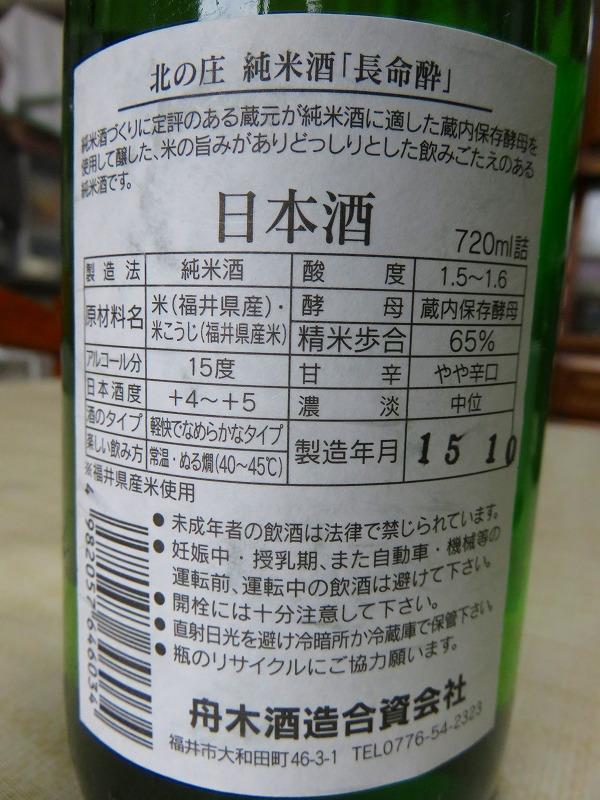 北の庄 純米酒「長命酔」
純米酒づくりに定評のある蔵元が純米酒に適した蔵内保存酵母を
使用して醸した、米の旨みがありどっしりとした飲みごたえのある
純米酒です。
日本酒
720ml詰
製造法 純米酒 酸度 1.5～1.6
原材料名 米(福井県産)・
米こうじ(福井県産米)
酵母 蔵内保存酵母
精米歩合 65%
アルコール分 15度 甘辛 やや辛口
日本酒度 +4～+5 濃淡 中位
酒のタイプ 軽快でなめらかなタイプ
楽しい飲み方 常温・ぬる燗(40～45℃)
製造年月 15 10
※福井県産米使用
●未成年者の飲酒は法律で禁じられています。
●妊娠中・授乳期、また自動車・機械等の
運転前、運転中の飲酒は避けて下さい。
●開栓には十分注意して下さい。
●直射日光を避け冷暗所か冷蔵庫で保管下さい。
●瓶のリサイクルにご協力願います。
4 982057646034
舟木酒造合資会社
福井市大和田町46-3-1 TEL0776-54-2323